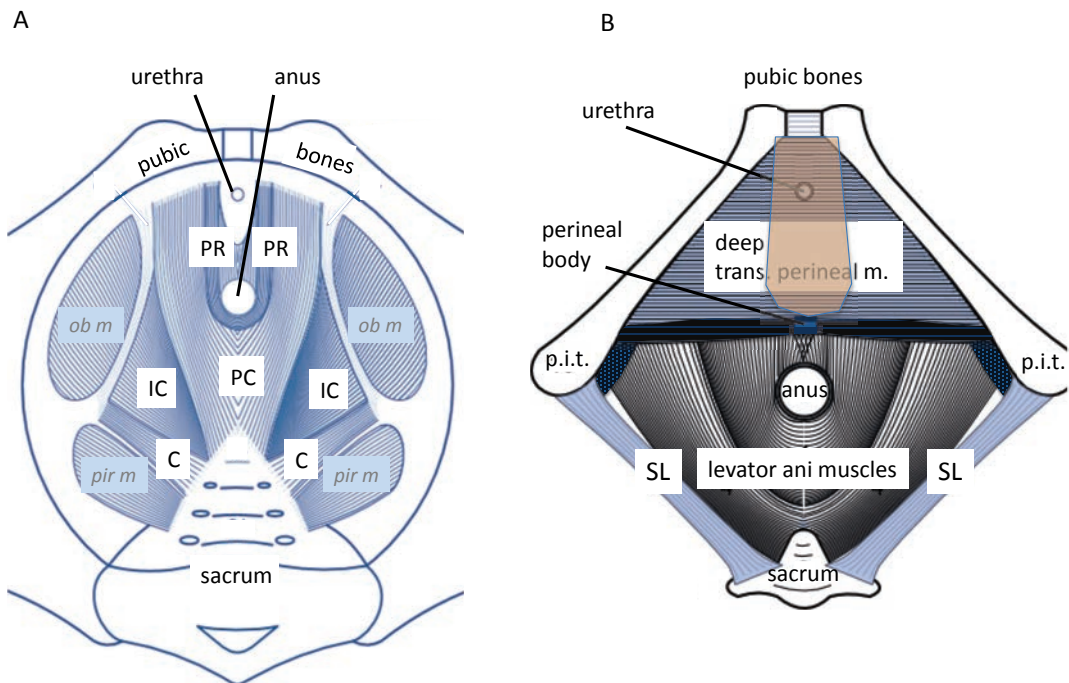 A
urethra
anus
pubic
bones
PR
PR
ob m
ob m
IC
PC
IC
C
C
pir m
pir m
sacrum
B
pubic bones
urethra
perineal
body
deep
trans. perineal m.
p.i.t.
p.i.t.
anus
SL
levator ani muscles
SL
sacrum